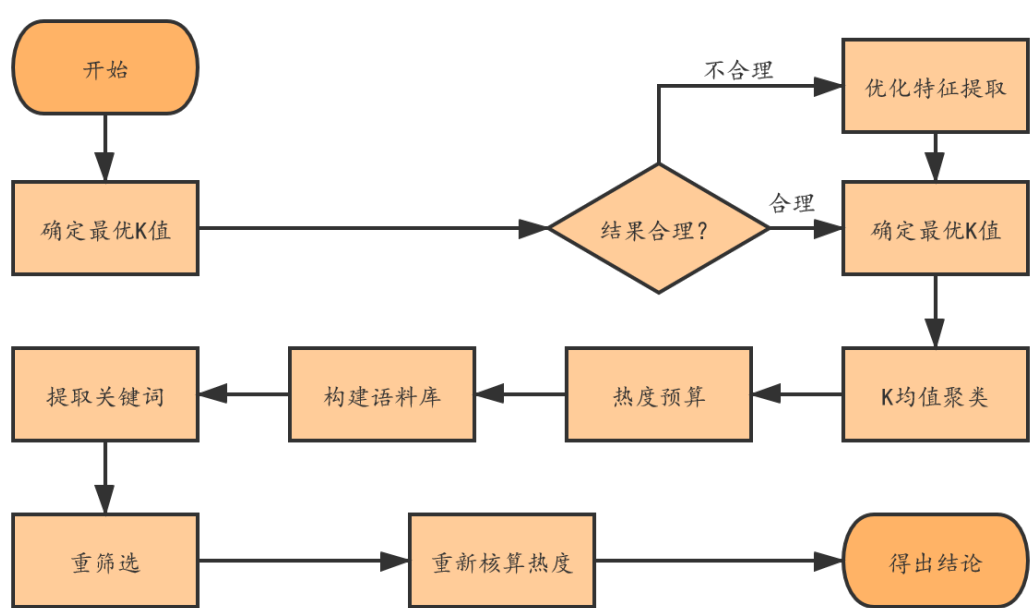 开始
不合理
优化特征提取
确定最优K值
结果合理?
合理
确定最优K值
提取关键词
构建语料库
热度预算
K均值聚类
重筛选
重新核算热度
得出结论